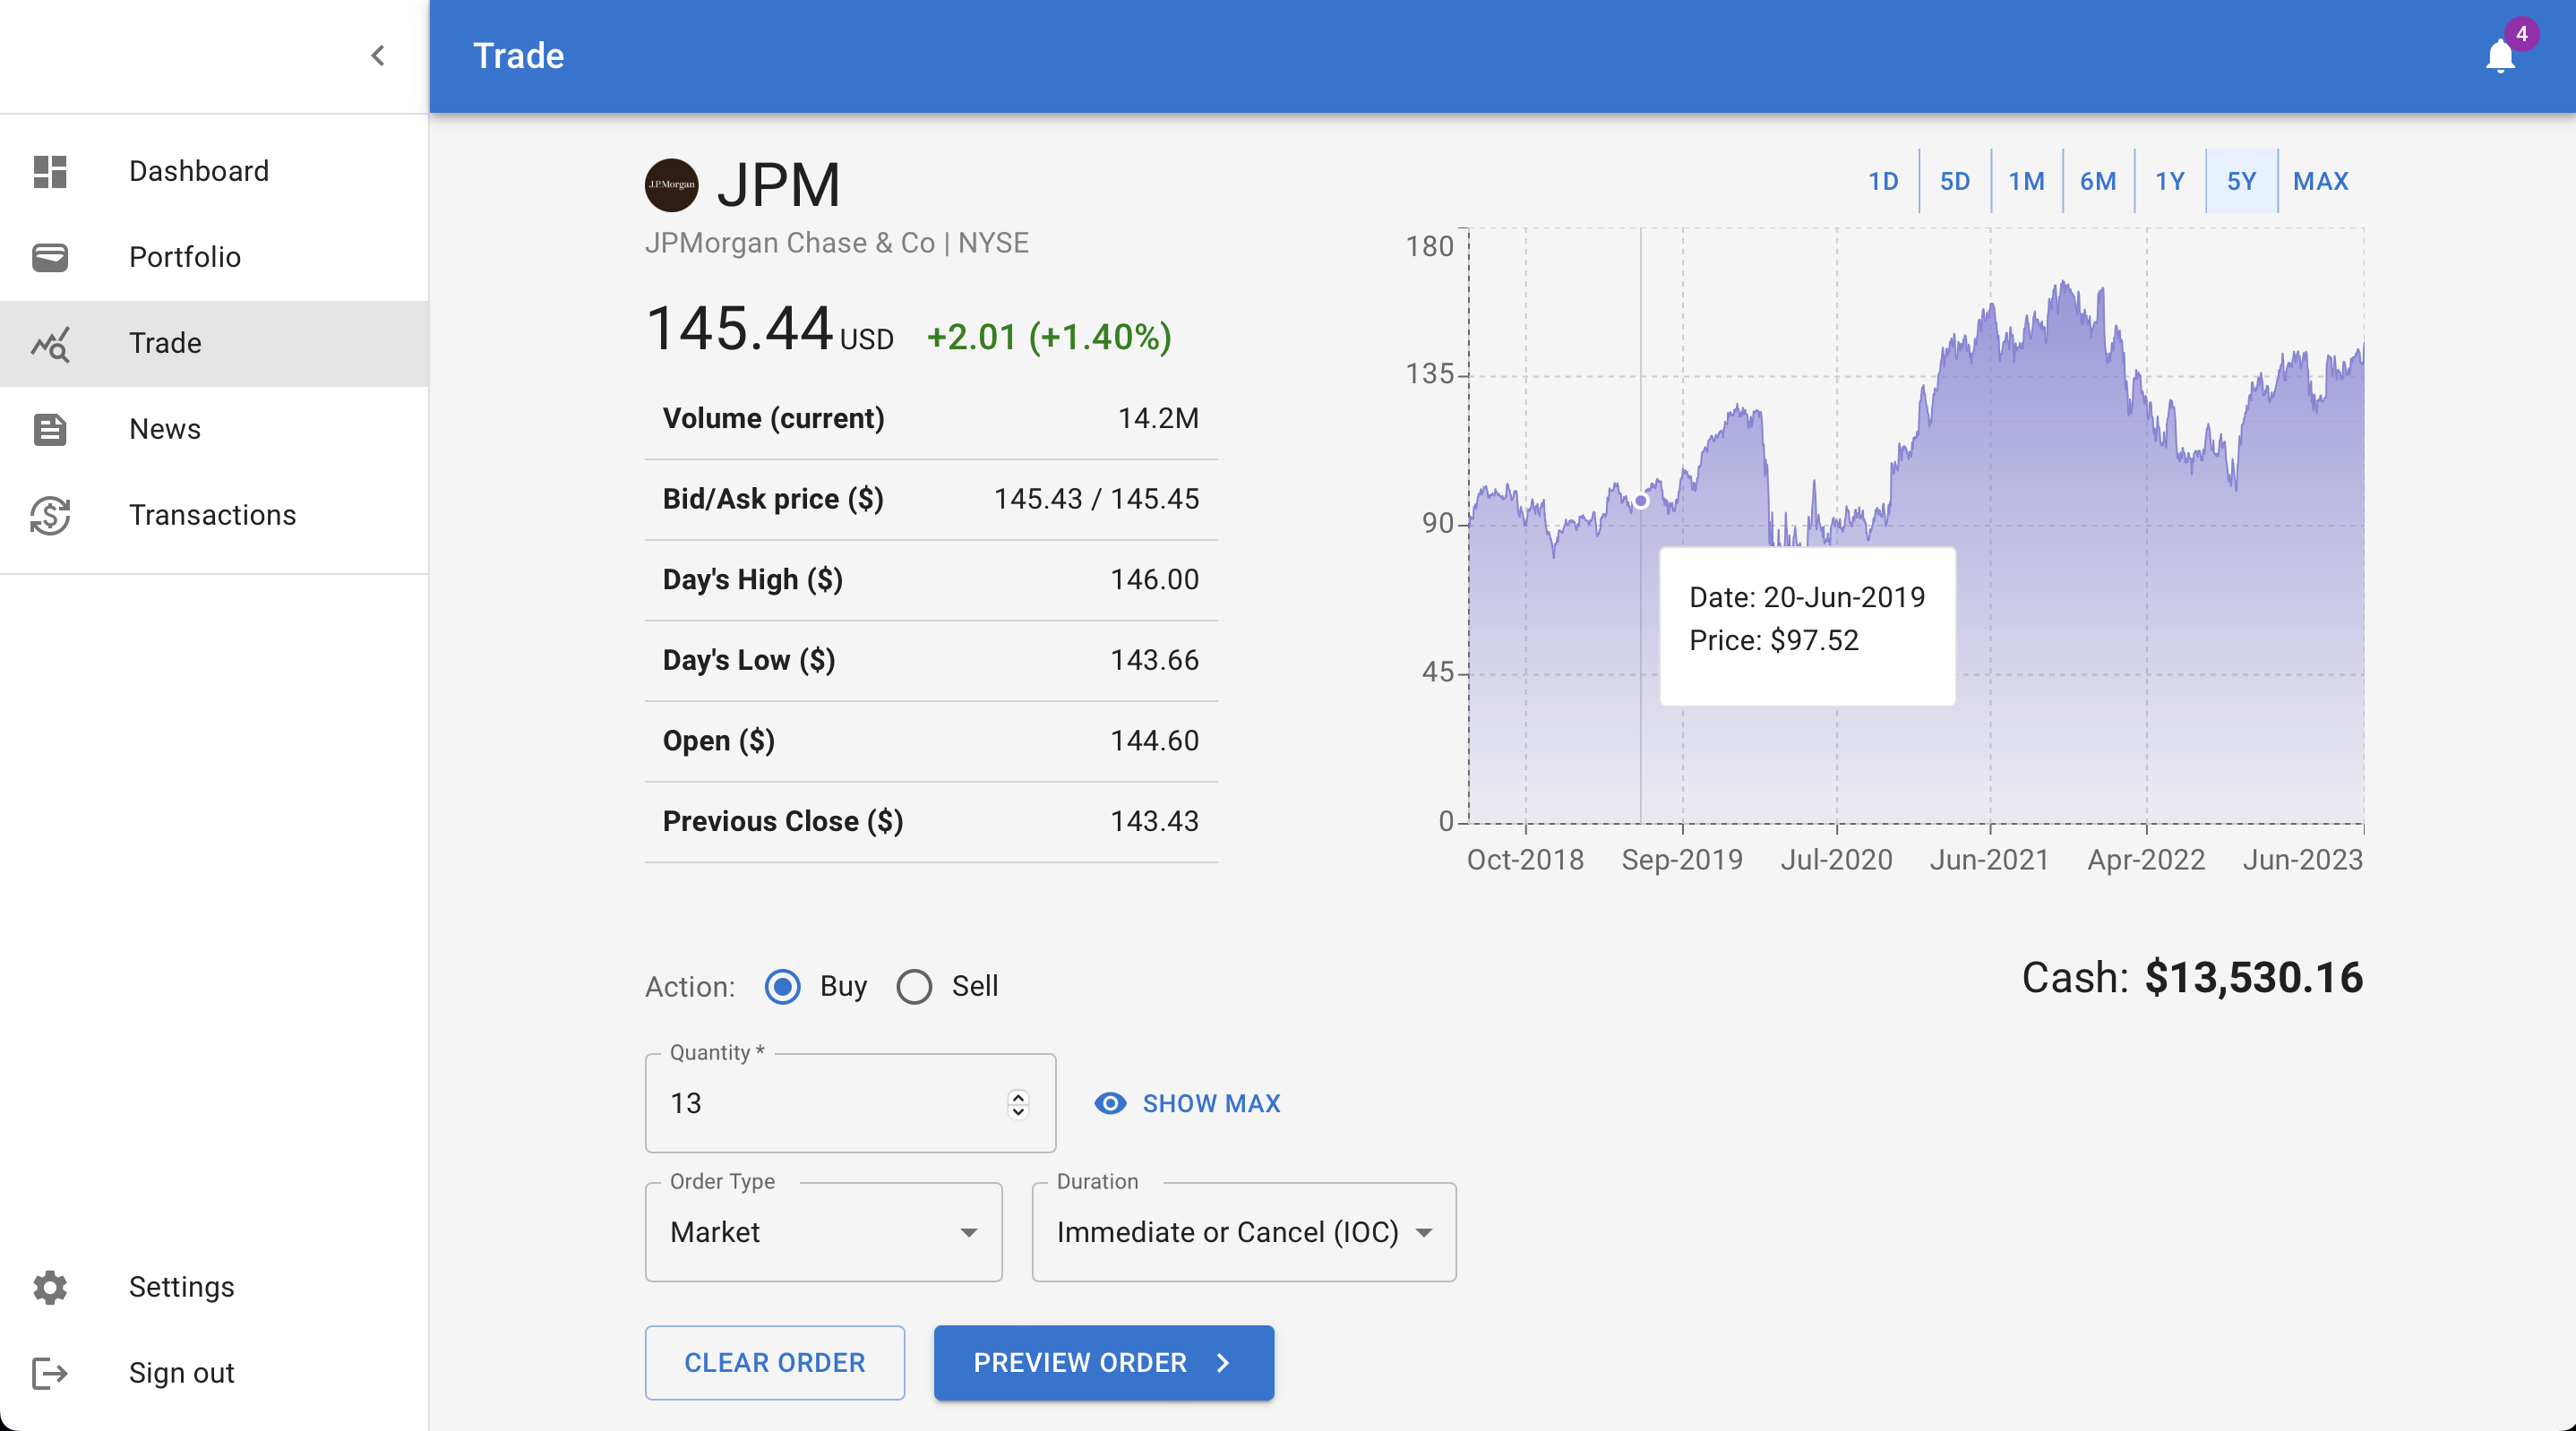 Trade
4
Dashboard
Portfolio
Trade
News
Transactions
Settings
Sign out
J.P.Morgan
JPM
JPMorgan Chase & Co | NYSE
145.44 USD +2.01 (+1.40%)
Volume (current) 14.2M
Bid/Ask price ($) 145.43 / 145.45
Day's High ($) 146.00
Day's Low ($) 143.66
Open ($) 144.60
Previous Close ($) 143.43
1D 5D 1M 6M 1Y 5Y MAX
180
135
90
45
0
Date: 20-Jun-2019
Price: $97.52
Oct-2018 Sep-2019 Jul-2020 Jun-2021 Apr-2022 Jun-2023
Cash: $13,530.16
Action: Buy Sell
Quantity *
13
SHOW MAX
Order Type
Market
Duration
Immediate or Cancel (IOC)
CLEAR ORDER
PREVIEW ORDER